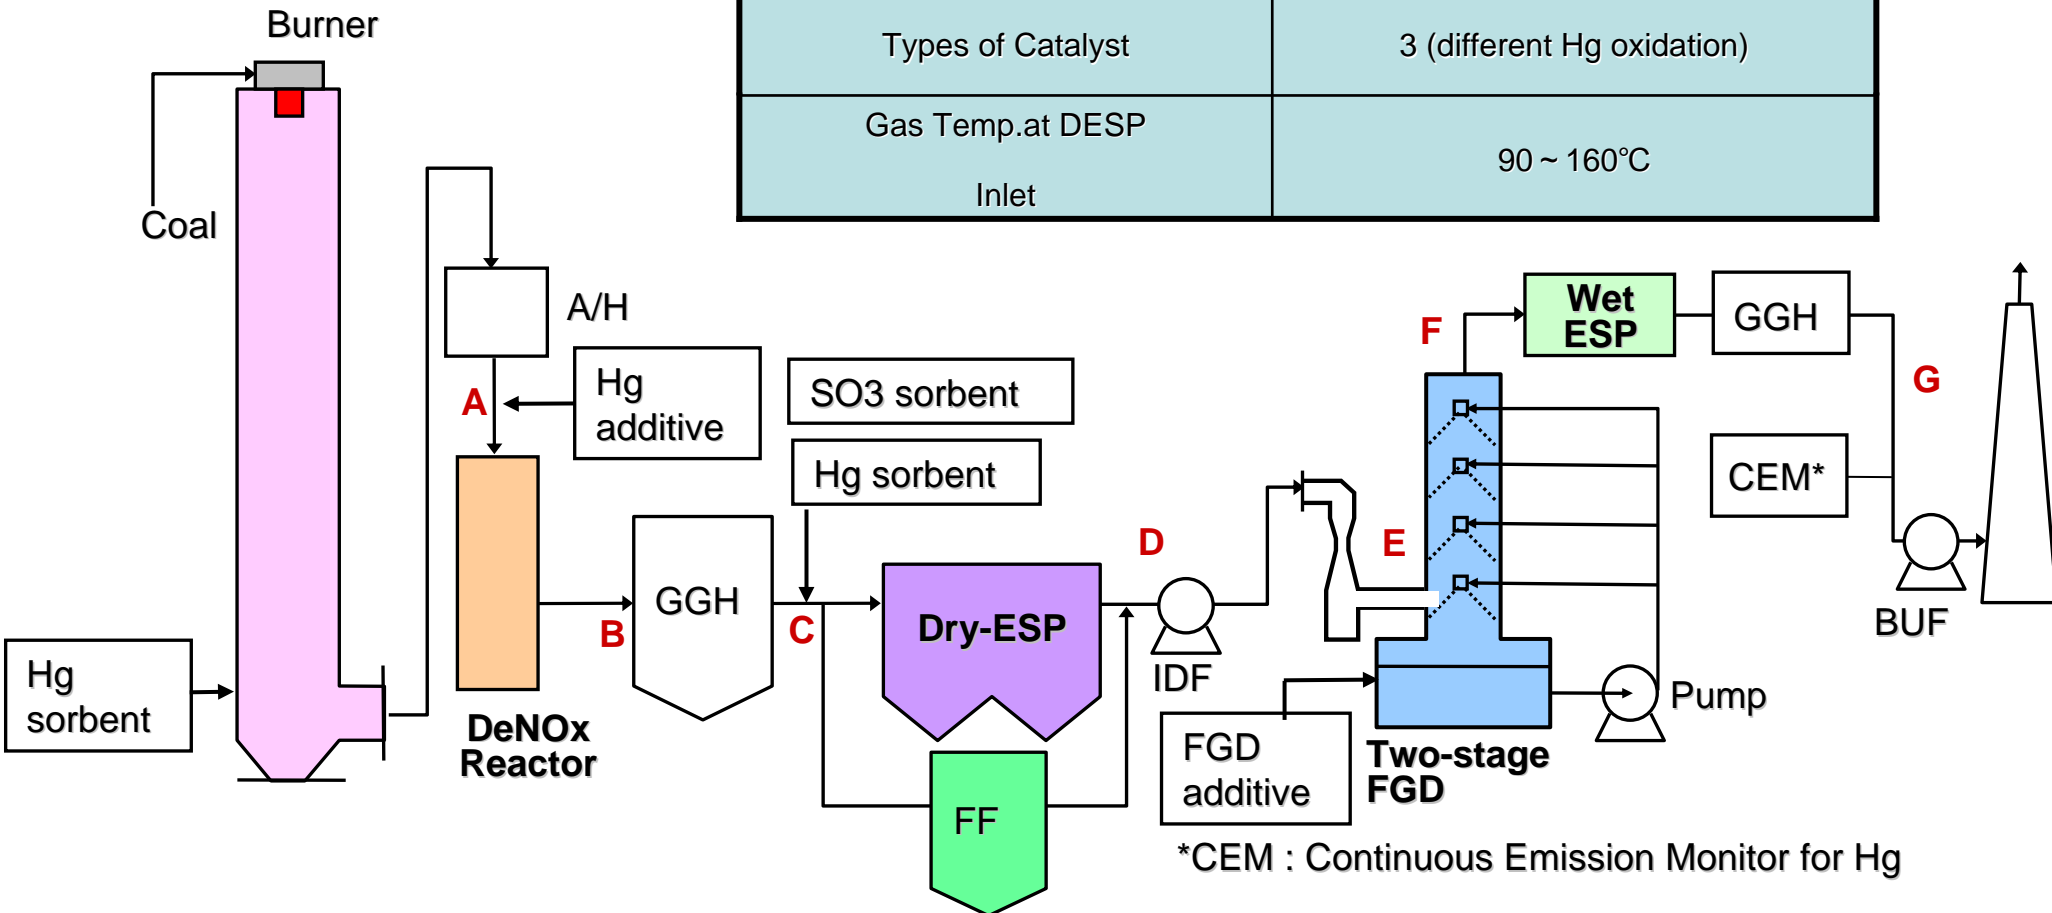 Burner
Types of Catalyst
3 (different Hg oxidation)
Gas Temp.at DESP
Inlet
90 ~ 160℃
Coal
A/H
A
Hg
additive
SO3 sorbent
Hg sorbent
F
Wet
ESP
GGH
G
CEM*
D
E
GGH
B
C
Dry-ESP
IDF
BUF
Hg
sorbent
DeNOx
Reactor
Pump
FGD
additive
Two-stage
FGD
FF
*CEM : Continuous Emission Monitor for Hg